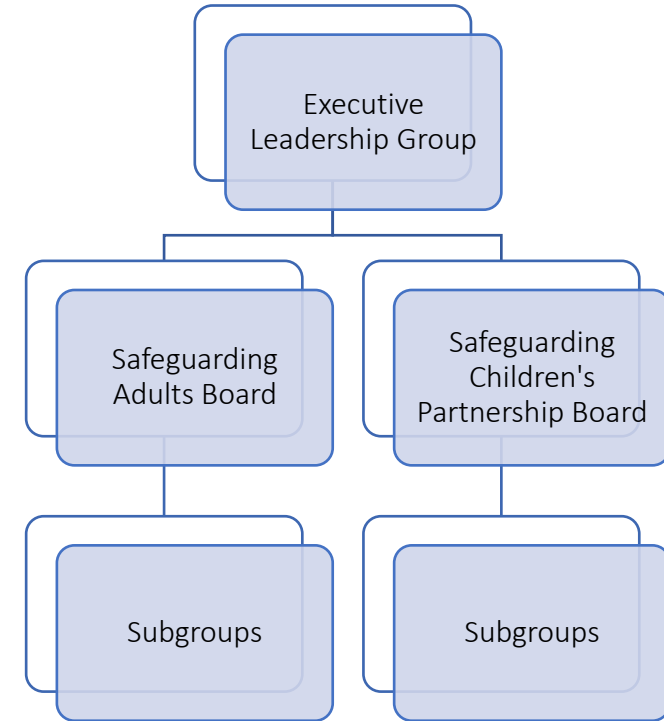 Executive
Leadership Group
Safeguarding
Adults Board
Safeguarding
Children's
Partnership Board
Subgroups
Subgroups